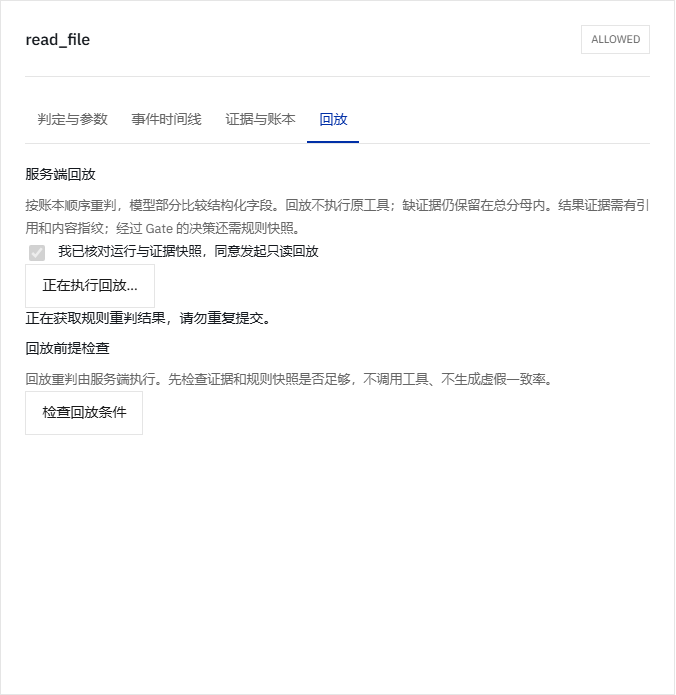 read_file
ALLOWED
判定与参数 事件时间线 证据与账本 回放
服务端回放
按账本顺序重判，模型部分比较结构化字段。回放不执行原工具；缺证据仍保留在总分母内。结果证据需有引
用和内容指纹；经过 Gate 的决策还需规则快照。
我已核对运行与证据快照，同意发起只读回放
正在执行回放...
正在获取规则重判结果，请勿重复提交。
回放前提检查
回放重判由服务端执行。先检查证据和规则快照是否足够，不调用工具、不生成虚假一致率。
检查回放条件